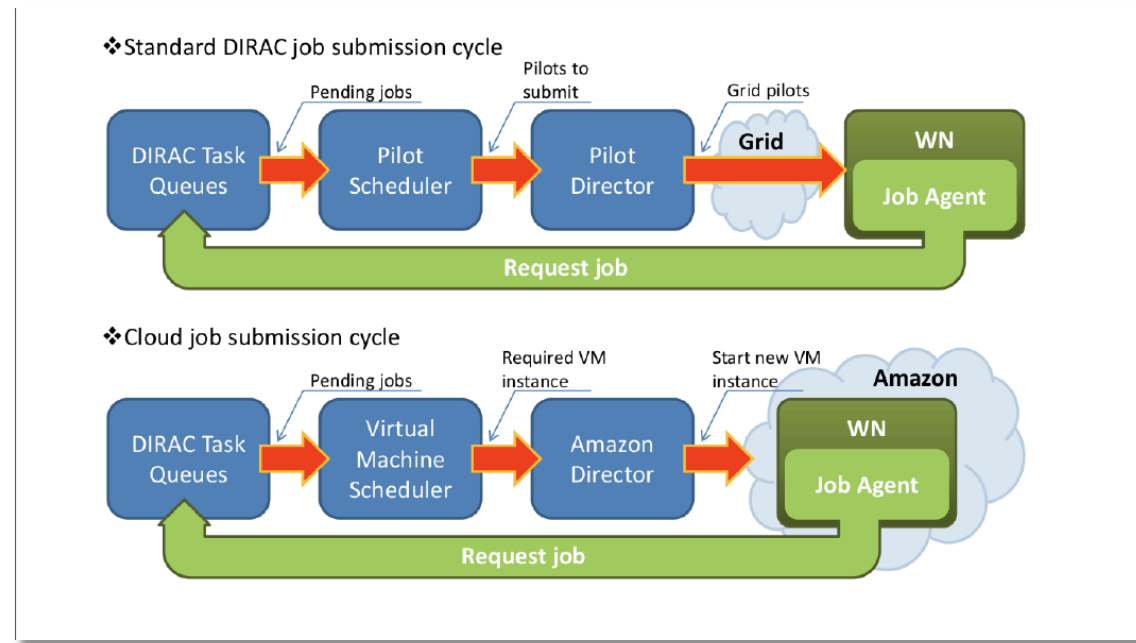 ❖Standard DIRAC job submission cycle
Pending jobs
Pilots to
submit
Grid pilots
DIRAC Task
Queues
Pilot
Scheduler
Pilot
Director
Grid
WN
Job Agent
Request job
❖Cloud job submission cycle
Pending jobs
Required VM
instance
Start new VM
instance
Amazon
DIRAC Task
Queues
Virtual
Machine
Scheduler
Amazon
Director
WN
Job Agent
Request job